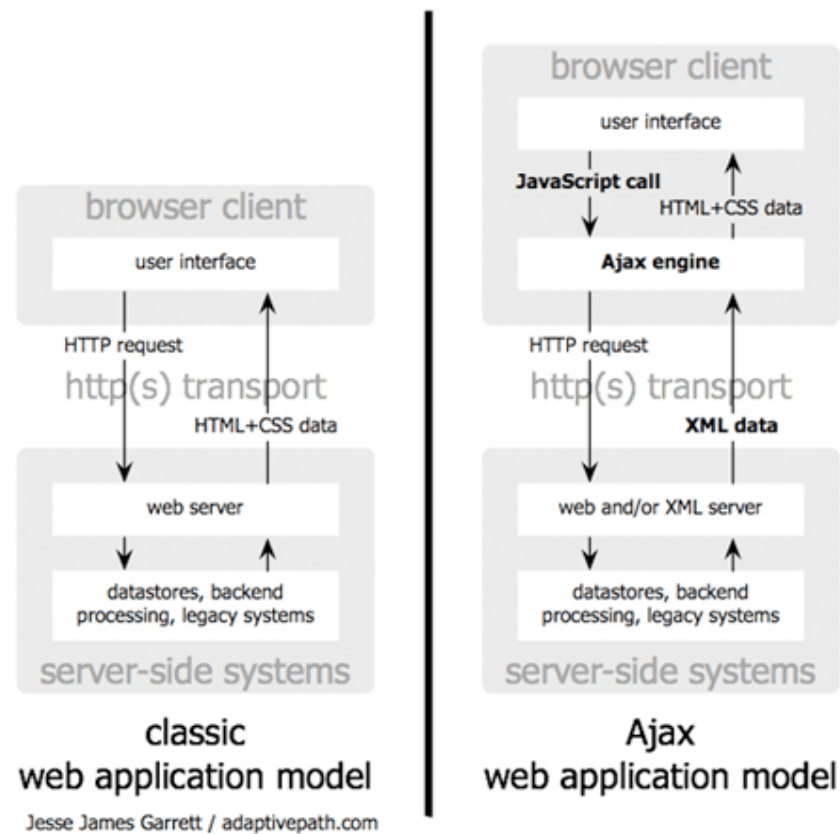 browser client
user interface
HTTP request
http(s) transport
HTML+CSS data
web server
datastores, backend
processing, legacy systems
server-side systems
classic
web application model
Jesse James Garrett / adaptivepath.com
browser client
user interface
JavaScript call
HTML+CSS data
Ajax engine
HTTP request
http(s) transport
XML data
web and/or XML server
datastores, backend
processing, legacy systems
server-side systems
Ajax
web application model